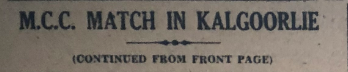 M.C.C. MATCH IN KALGOORLIE
(CONTINUED FROM FRONT PAGE)